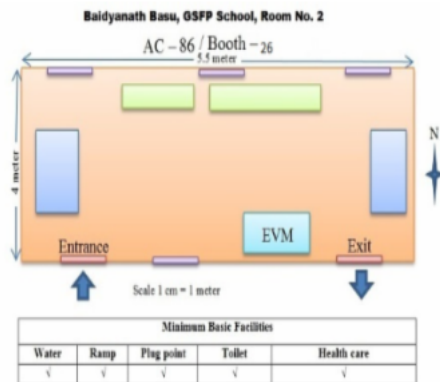 Baidyanath Basu, GSFP School, Room No. 2
AC – 86 / Booth – 26
5.5 meter
4 meter
N
EVM
Entrance
Exit
Scale 1 cm = 1 meter
Minimum Basic Facilities
Water Ramp Plug point Toilet Health care
√ √ √ √ √